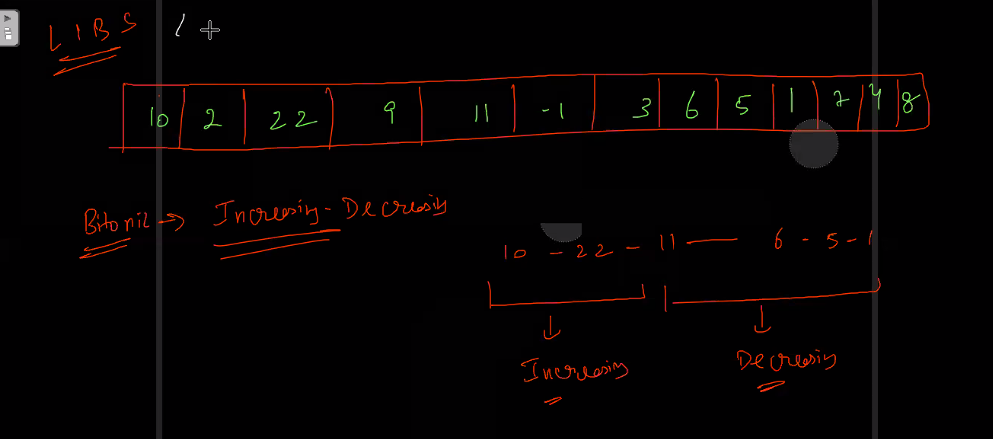 LIBS (
10 2 22 9 11 -1 3 6 5 1 7 4 8
Bitonic → Increasing-Decreasing
10 - 22 - 11 — 6 - 5 - 1
Increasing
Decreasing